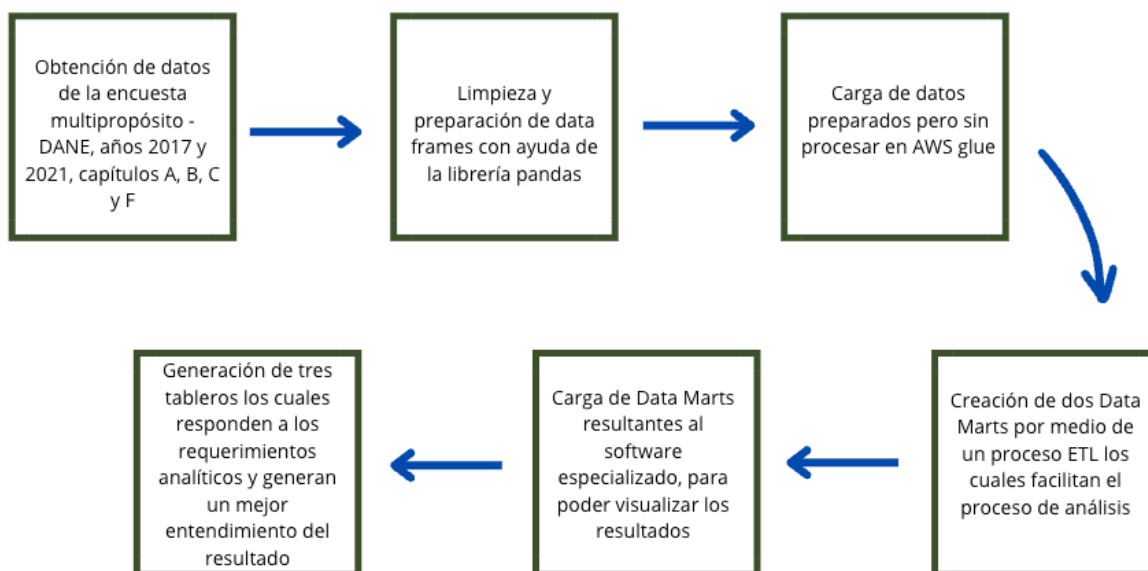 Obtención de datos
de la encuesta
multipropósito -
DANE, años 2017 y
2021, capítulos A, B, C
y F
Limpieza y
preparación de data
frames con ayuda de
la librería pandas
Carga de datos
preparados pero sin
procesar en AWS glue
Creación de dos Data
Marts por medio de
un proceso ETL los
cuales facilitan el
proceso de análisis
Carga de Data Marts
resultantes al
software
especializado, para
poder visualizar los
resultados
Generación de tres
tableros los cuales
responden a los
requerimientos
analíticos y generan
un mejor
entendimiento del
resultado